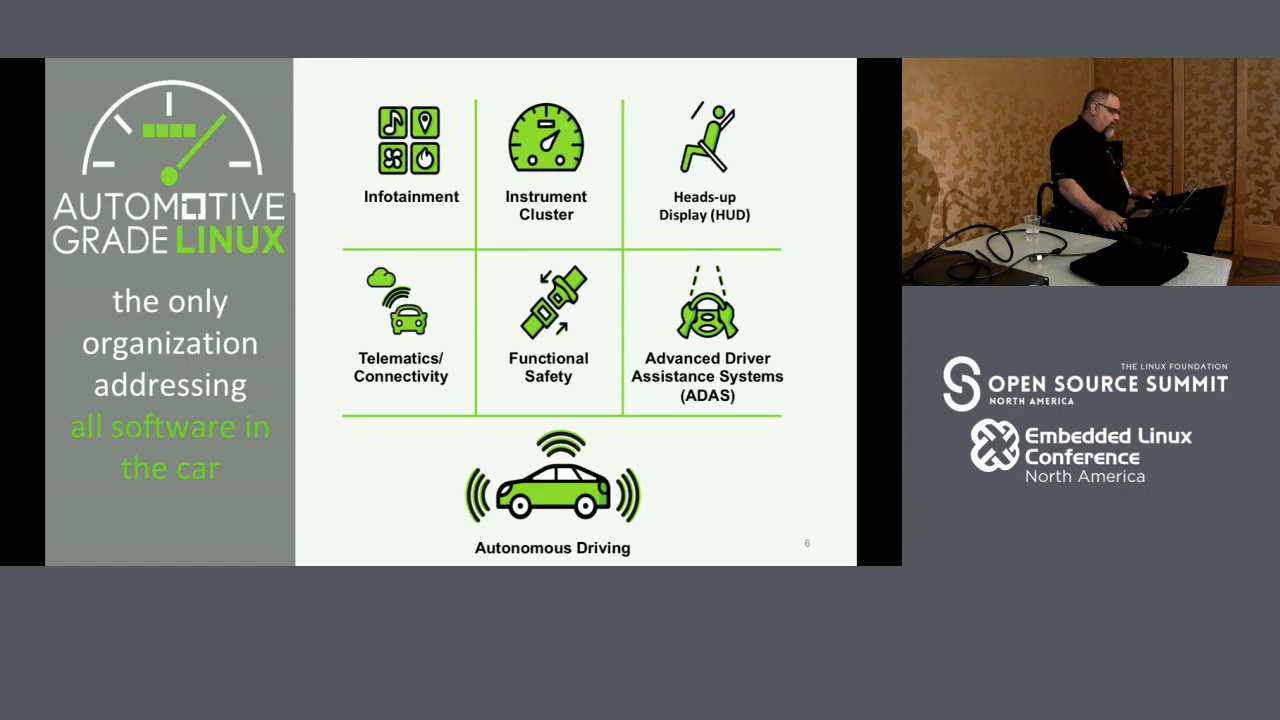 AUTOMOTIVE
GRADE LINUX
the only
organization
addressing
all software in
the car
Infotainment
Instrument
Cluster
Heads-up
Display (HUD)
Telematics/
Connectivity
Functional
Safety
Advanced Driver
Assistance Systems
(ADAS)
Autonomous Driving
6
THE LINUX FOUNDATION
OPEN SOURCE SUMMIT
NORTH AMERICA
Embedded Linux
Conference
North America